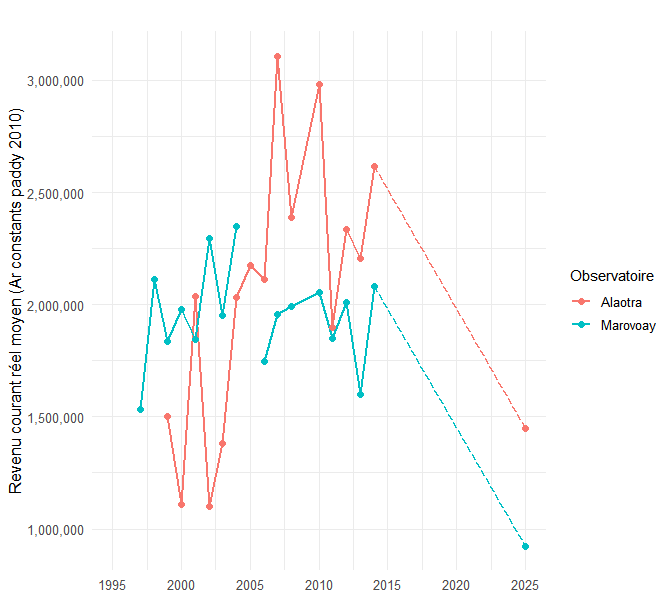 Revenu courant réel moyen (Ar constants paddy 2010)
3,000,000
2,500,000
2,000,000
1,500,000
1,000,000
1995 2000 2005 2010 2015 2020 2025
Observatoire
Alaotra
Marovoay